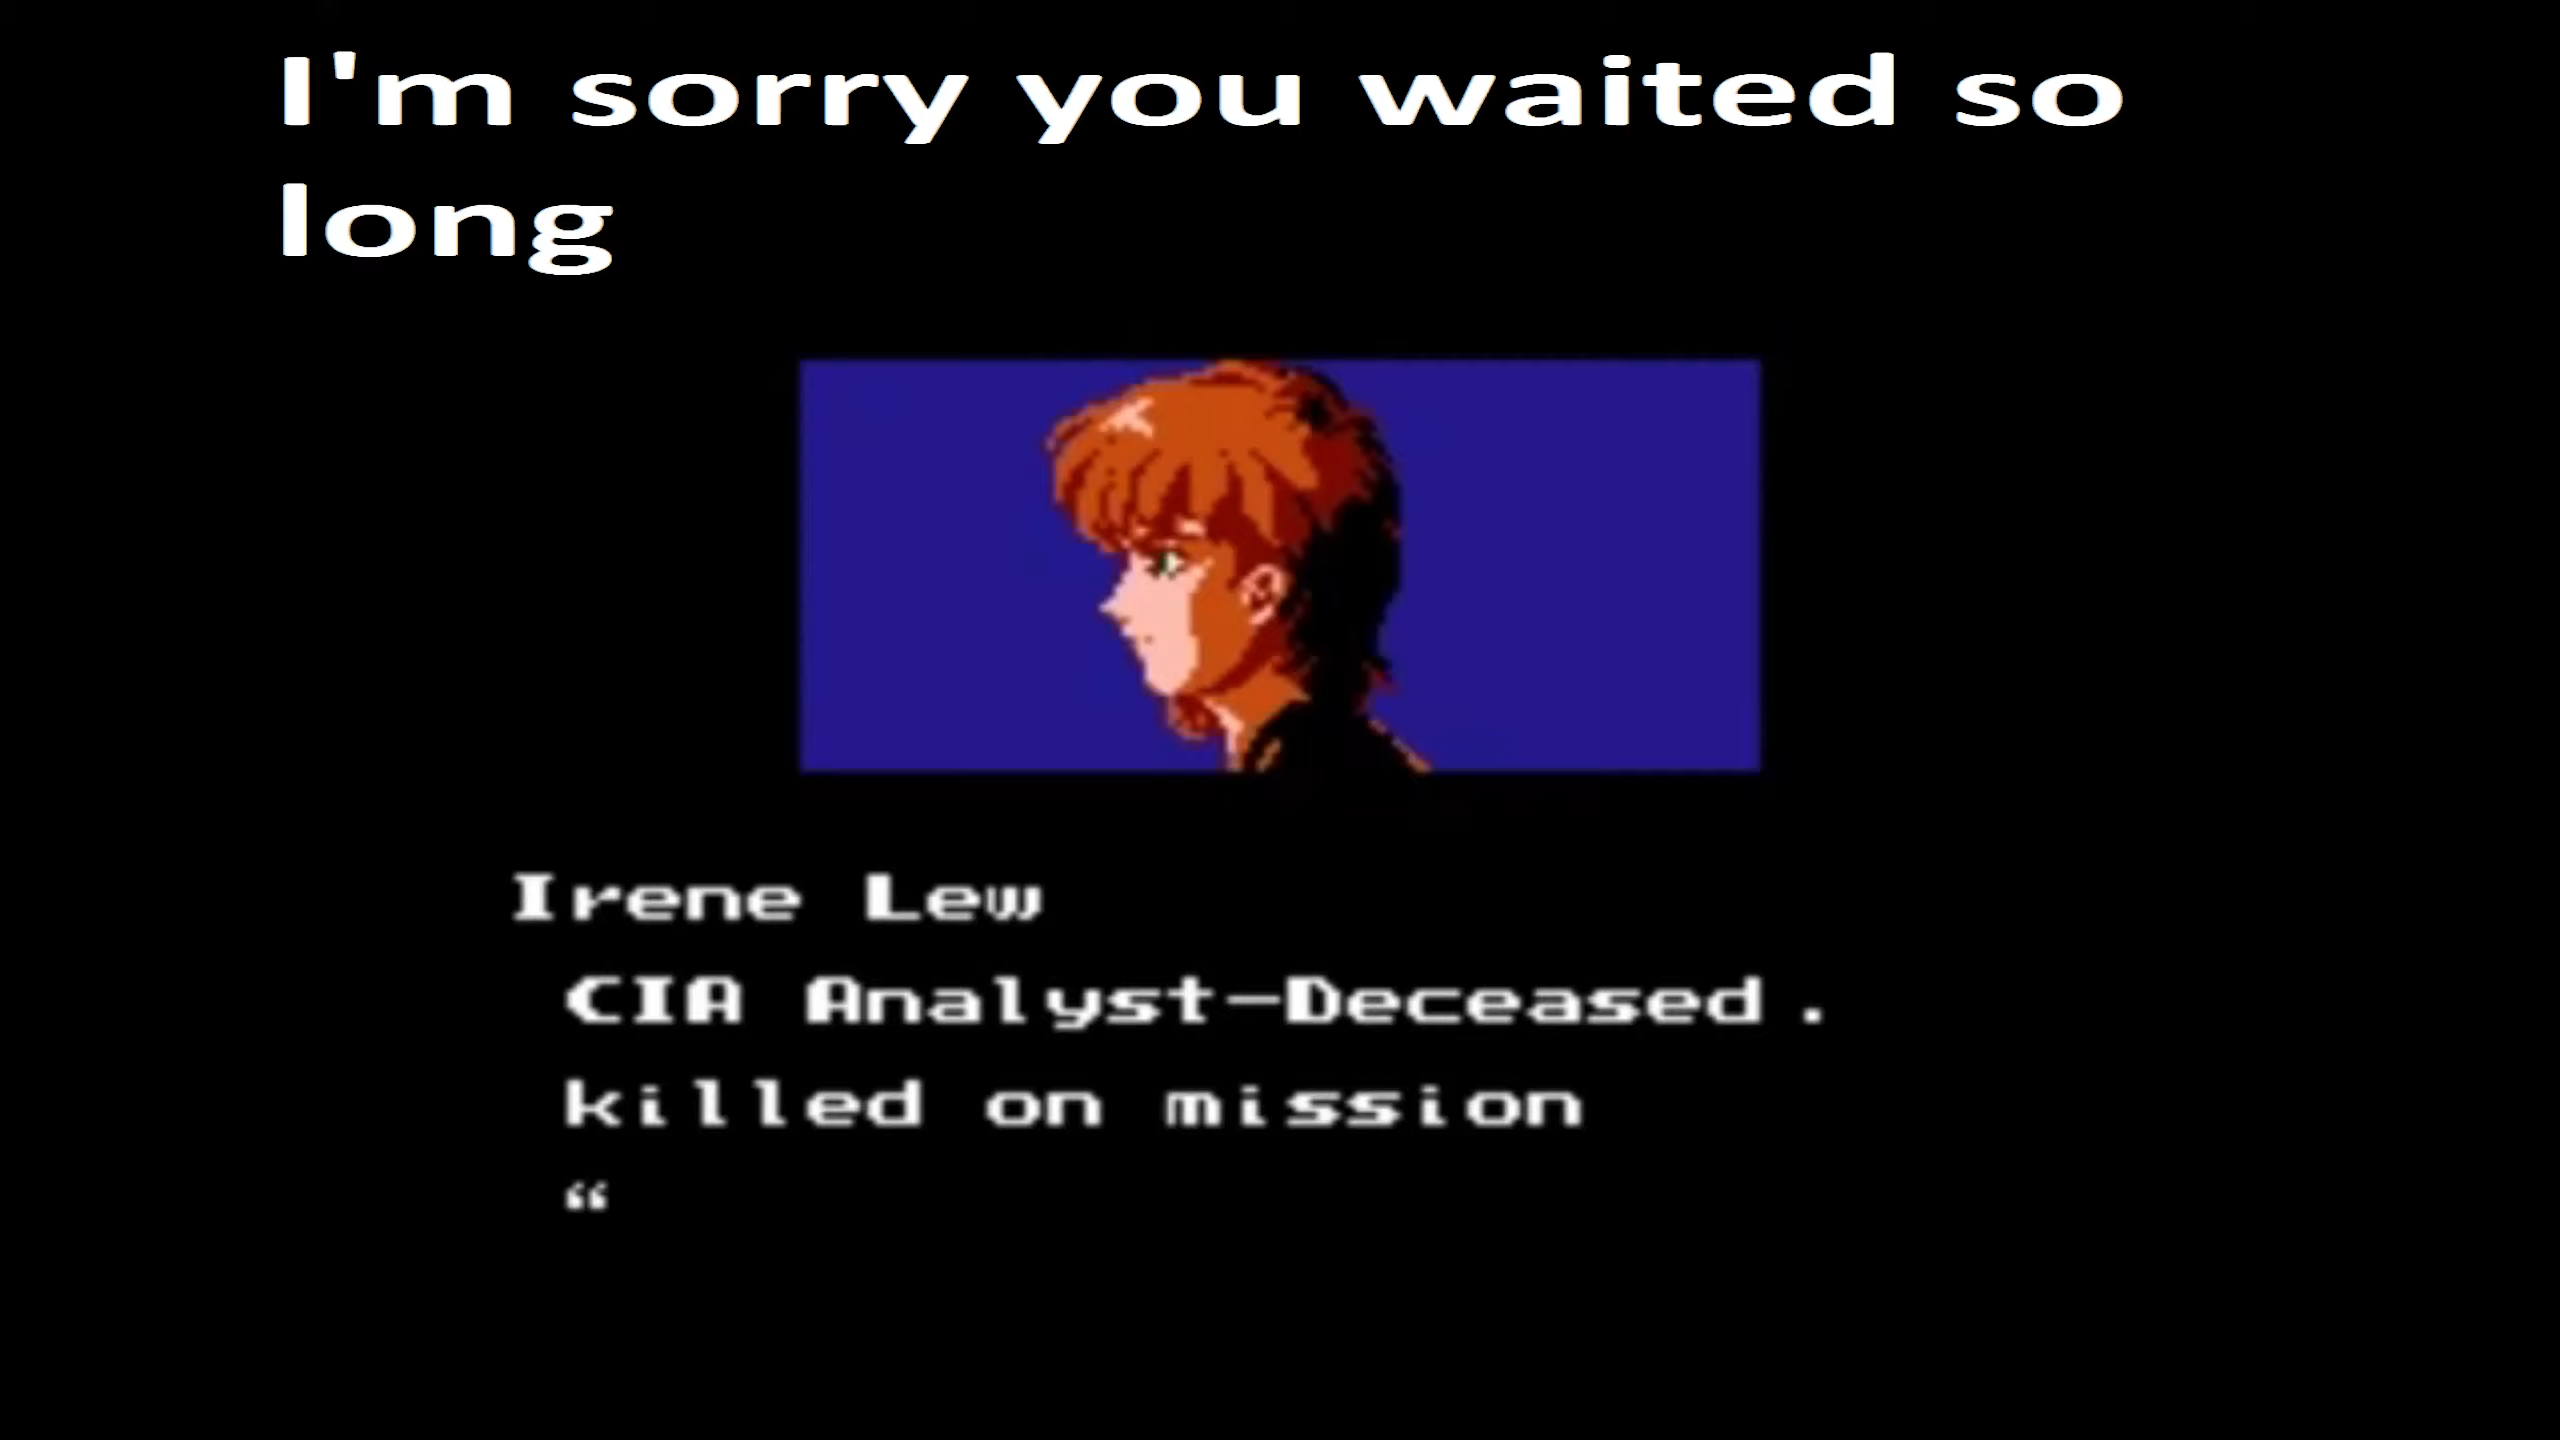 I'm sorry you waited so
long
Irene Lew
CIA Analyst—Deceased.
killed on mission
“